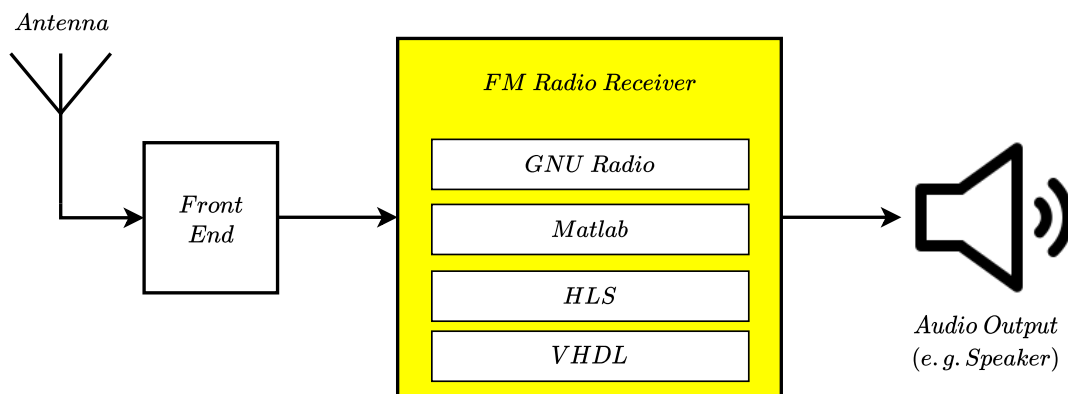 Antenna
Front
End
FM Radio Receiver
GNU Radio
Matlab
HLS
VHDL
Audio Output
(e.g. Speaker)